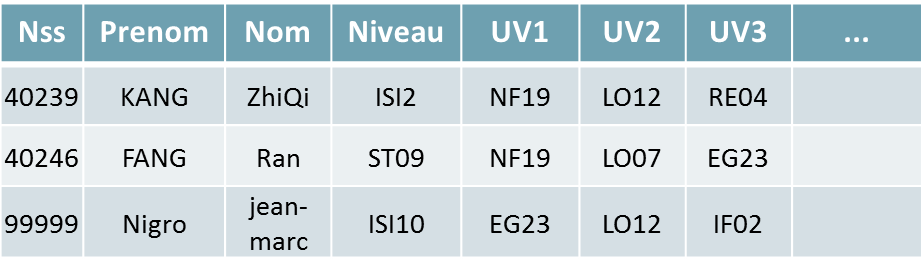 Nss Prenom Nom Niveau UV1 UV2 UV3 ...
40239 KANG ZhiQi ISI2 NF19 LO12 RE04
40246 FANG Ran ST09 NF19 LO07 EG23
99999 Nigro jean-
marc ISI10 EG23 LO12 IF02